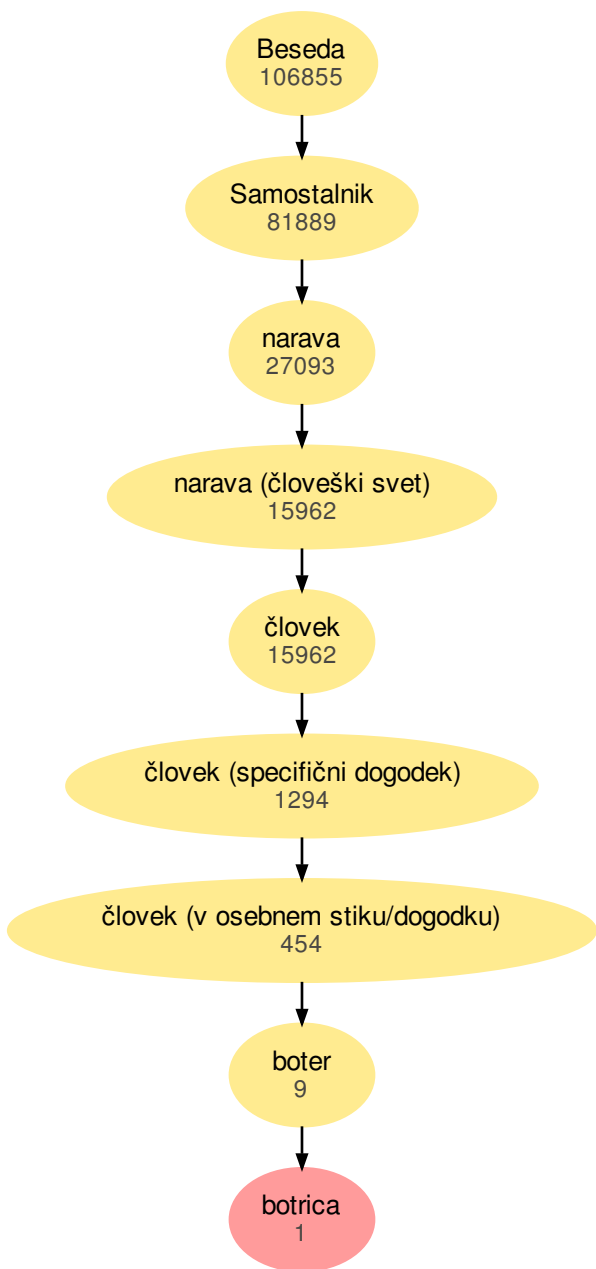 Beseda
106855
Samostalnik
81889
narava
27093
narava (človeški svet)
15962
človek
15962
človek (specifični dogodek)
1294
človek (v osebnem stiku/dogodku)
454
boter
9
botrica
1